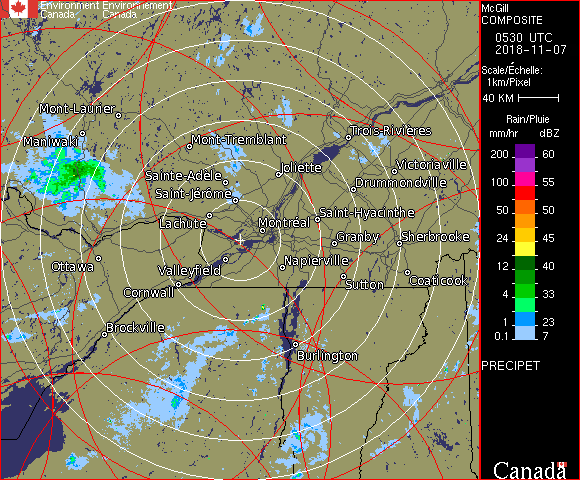 Environment Environnement
Canada Canada
McGill
COMPOSITE
0530 UTC
2018-11-07
Scale/Échelle:
1km/Pixel
40 KM
Rain/Pluie
mm/hr dBZ
200 60
100 55
50 50
24 45
12 40
4 33
1 23
0.1 7
PRECIPET
Canada
Mont-Laurier
Maniwaki
Mont-Tremblant
Trois-Rivières
Sainte-Adèle
Joliette
Victoriaville
Saint-Jérôme
Drummondville
Lachute
Montréal
Saint-Hyacinthe
Granby
Sherbrooke
Ottawa
Valleyfield
Napierville
Cornwall
Sutton
Coaticook
Brockville
Burlington